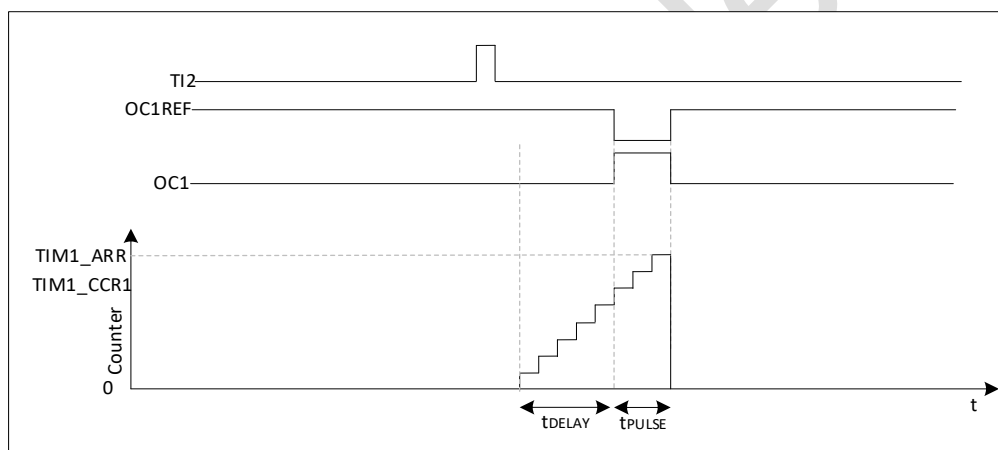 TI2
OC1REF
OC1
TIM1_ARR
TIM1_CCR1
Counter
0
t
tDELAY
tPULSE